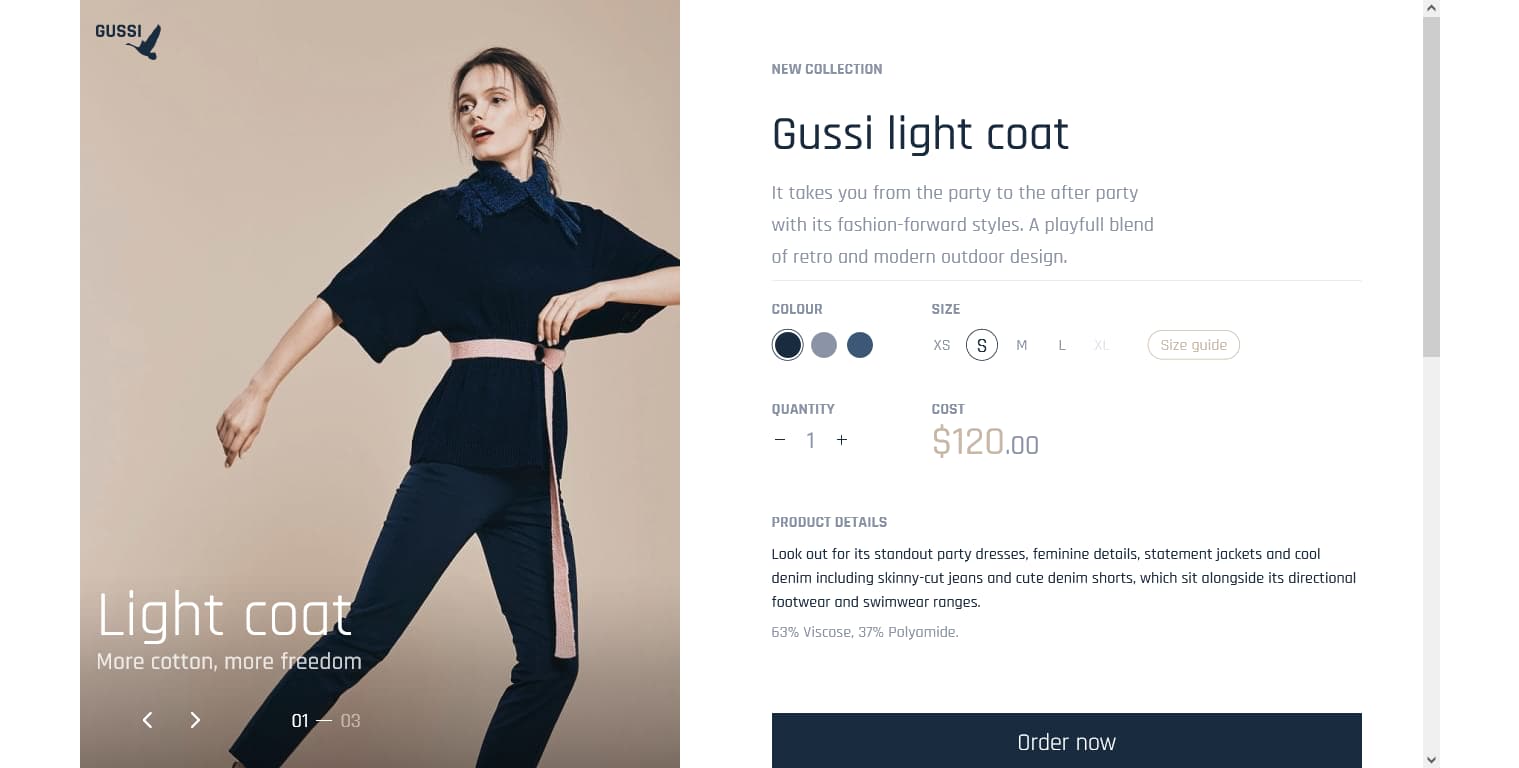 GUSSI
Light coat
More cotton, more freedom
01 — 03
NEW COLLECTION
Gussi light coat
It takes you from the party to the after party
with its fashion-forward styles. A playfull blend
of retro and modern outdoor design.
COLOUR
SIZE
XS S M L XL Size guide
QUANTITY
COST
− 1 +
$120.00
PRODUCT DETAILS
Look out for its standout party dresses, feminine details, statement jackets and cool
denim including skinny-cut jeans and cute denim shorts, which sit alongside its directional
footwear and swimwear ranges.
63% Viscose, 37% Polyamide.
Order now